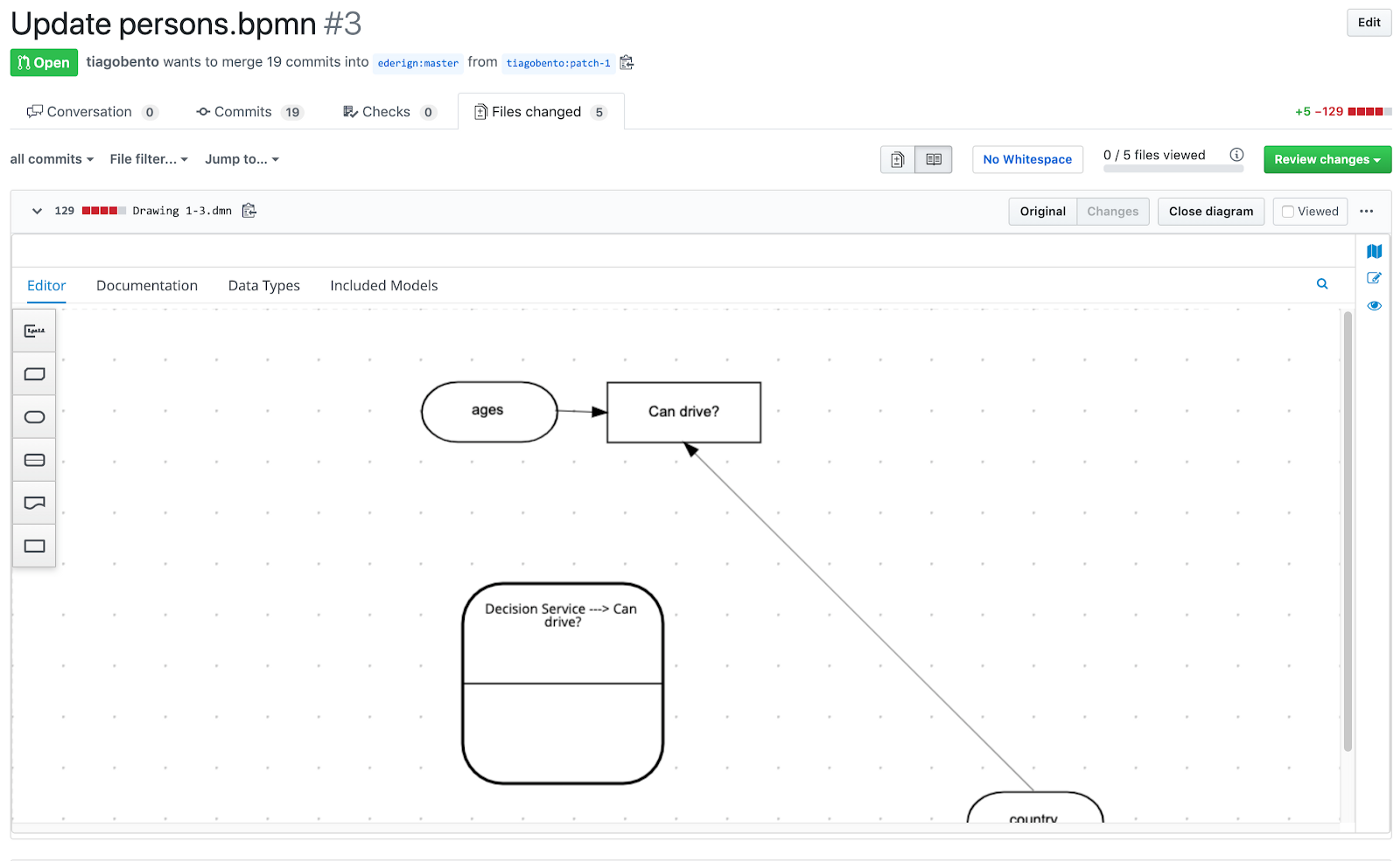 Update persons.bpmn #3
Edit
Open tiagobento wants to merge 19 commits into ederign:master from tiagobento:patch-1
Conversation 0 Commits 19 Checks 0 Files changed 5 +5 −129
all commits File filter... Jump to... No Whitespace 0 / 5 files viewed Review changes
129 Drawing 1-3.dmn Original Changes Close diagram Viewed
Editor Documentation Data Types Included Models
ages Can drive?
Decision Service ---> Can
drive?
country